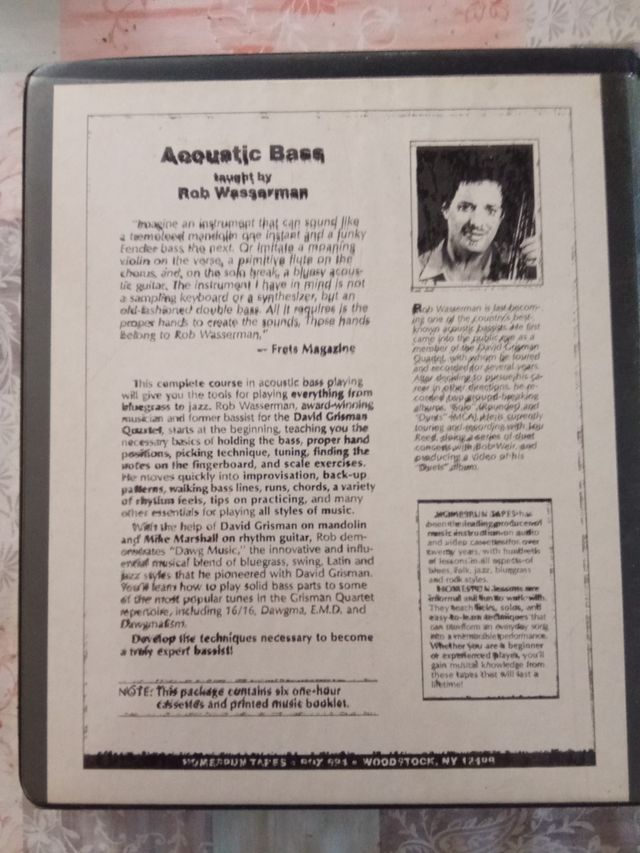 Acoustic Bass
taught by
Rob Wasserman
"Imagine an instrument that can sound like
a tremeloed mandolin one instant and a funky
Fender bass the next. Or imitate a moaning
violin on the verse, a primitive flute on the
chorus, and, on the solo break, a bluesy acous-
tic guitar. The instrument I have in mind is not
a sampling keyboard or a synthesizer, but an
old-fashioned double bass. All it requires is the
proper hands to create the sounds. Those hands
belong to Rob Wasserman."
— Frets Magazine
This complete course in acoustic bass playing
will give you the tools for playing everything from
bluegrass to jazz. Rob Wasserman, award-winning
musician and former bassist for the David Grisman
Quartet, starts at the beginning, teaching you the
necessary basics of holding the bass, proper hand
positions, picking technique, tuning, finding the
notes on the fingerboard, and scale exercises.
He moves quickly into improvisation, back-up
patterns, walking bass lines, runs, chords, a variety
of rhythm feels, tips on practicing, and many
other essentials for playing all styles of music.
With the help of David Grisman on mandolin
and Mike Marshall on rhythm guitar, Rob dem-
onstrates "Dawg Music," the innovative and influ-
ential musical blend of bluegrass, swing, Latin and
jazz styles that he pioneered with David Grisman.
You'll learn how to play solid bass parts to some
of the most popular tunes in the Grisman Quartet
repertoire, including 16/16, Dawgma, E.M.D. and
Dawgmatism.
Develop the techniques necessary to become
a truly expert bassist!
NOTE: This package contains six one-hour
cassettes and printed music booklet.
Rob Wasserman is fast becom-
ing one of the country's best-
known acoustic bassists. He first
came into the public eye as a
member of the David Grisman
Quartet, with whom he toured
and recorded for several years.
After deciding to pursue his ca-
reer in other directions, he re-
corded two ground-breaking
albums, "Solo" (Rounder) and
"Duets" (MCA). He is currently
touring and recording with Lou
Reed, doing a series of duet
concerts with Bob Weir, and
producing a video of his
"Duets" album.
HOMESPUN TAPES has
been the leading producer of
music instruction on audio
and video cassettes for over
twenty years, with hundreds
of lessons in all aspects of
blues, folk, jazz, bluegrass
and rock styles.
HOMESPUN lessons are
informal and fun to work with.
They teach licks, solos, and
easy-to-learn techniques that
can transform an everyday song
into a memorable performance.
Whether you are a beginner
or experienced player, you'll
gain musical knowledge from
these tapes that will last a
lifetime!
HOMESPUN TAPES • BOX 694 • WOODSTOCK, NY 12498